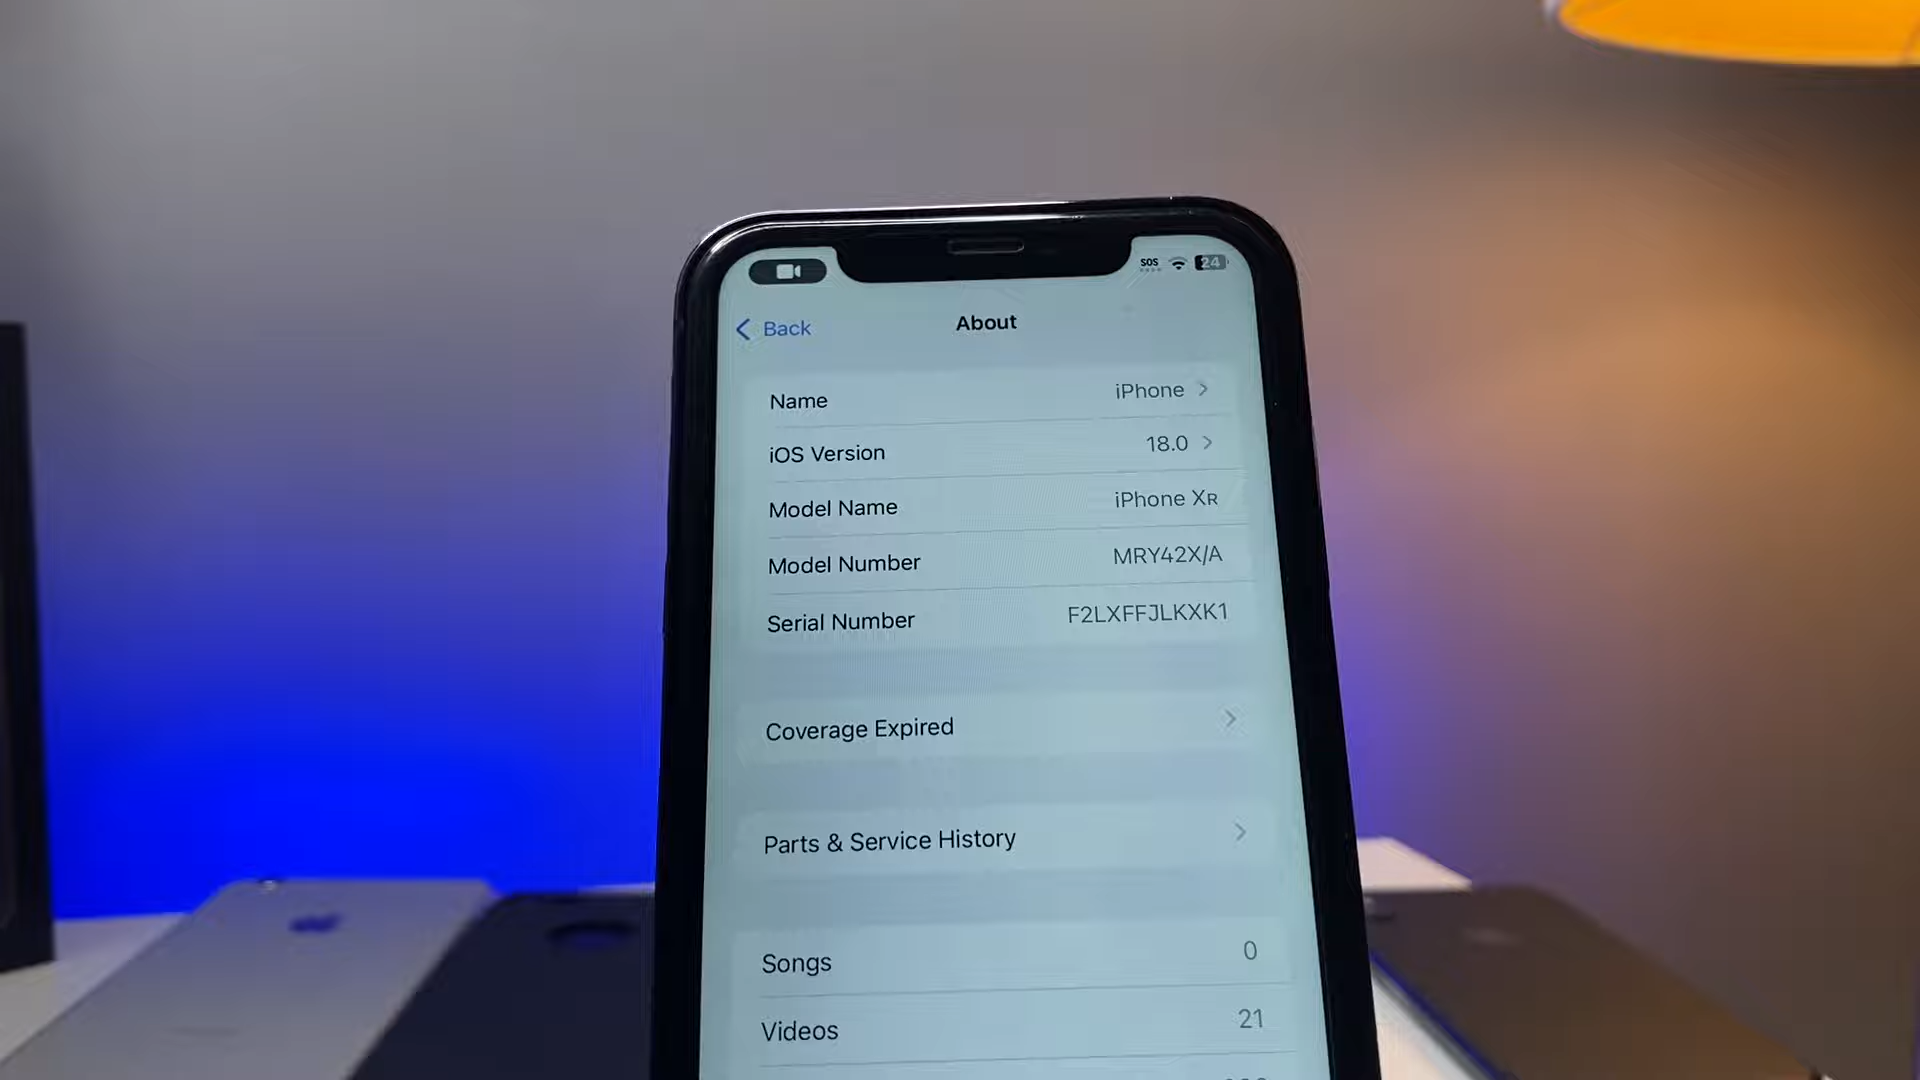 SOS 24
Back About
Name iPhone
iOS Version 18.0
Model Name iPhone XR
Model Number MRY42X/A
Serial Number F2LXFFJLKXK1
Coverage Expired
Parts & Service History
Songs 0
Videos 21